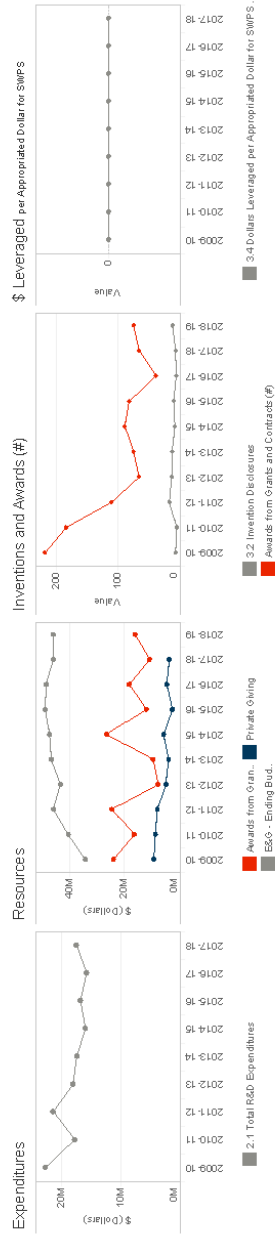 Expenditures
20M
10M
0M
$ (Dollars)
2009-10
2010-11
2011-12
2012-13
2013-14
2014-15
2015-16
2016-17
2017-18
2.1 Total R&D Expenditures
Resources
40M
20M
0M
$ (Dollars)
2009-10
2010-11
2011-12
2012-13
2013-14
2014-15
2015-16
2016-17
2017-18
2018-19
Awards from Gran..
Private Giving
E&G - Ending Bud..
Inventions and Awards (#)
200
100
0
Value
2009-10
2010-11
2011-12
2012-13
2013-14
2014-15
2015-16
2016-17
2017-18
2018-19
3.2 Invention Disclosures
Awards from Grants and Contracts (#)
$ Leveraged per Appropriated Dollar for SWPS
0
Value
2009-10
2010-11
2011-12
2012-13
2013-14
2014-15
2015-16
2016-17
2017-18
3.4 Dollars Leveraged per Appropriated Dollar for SWPS..